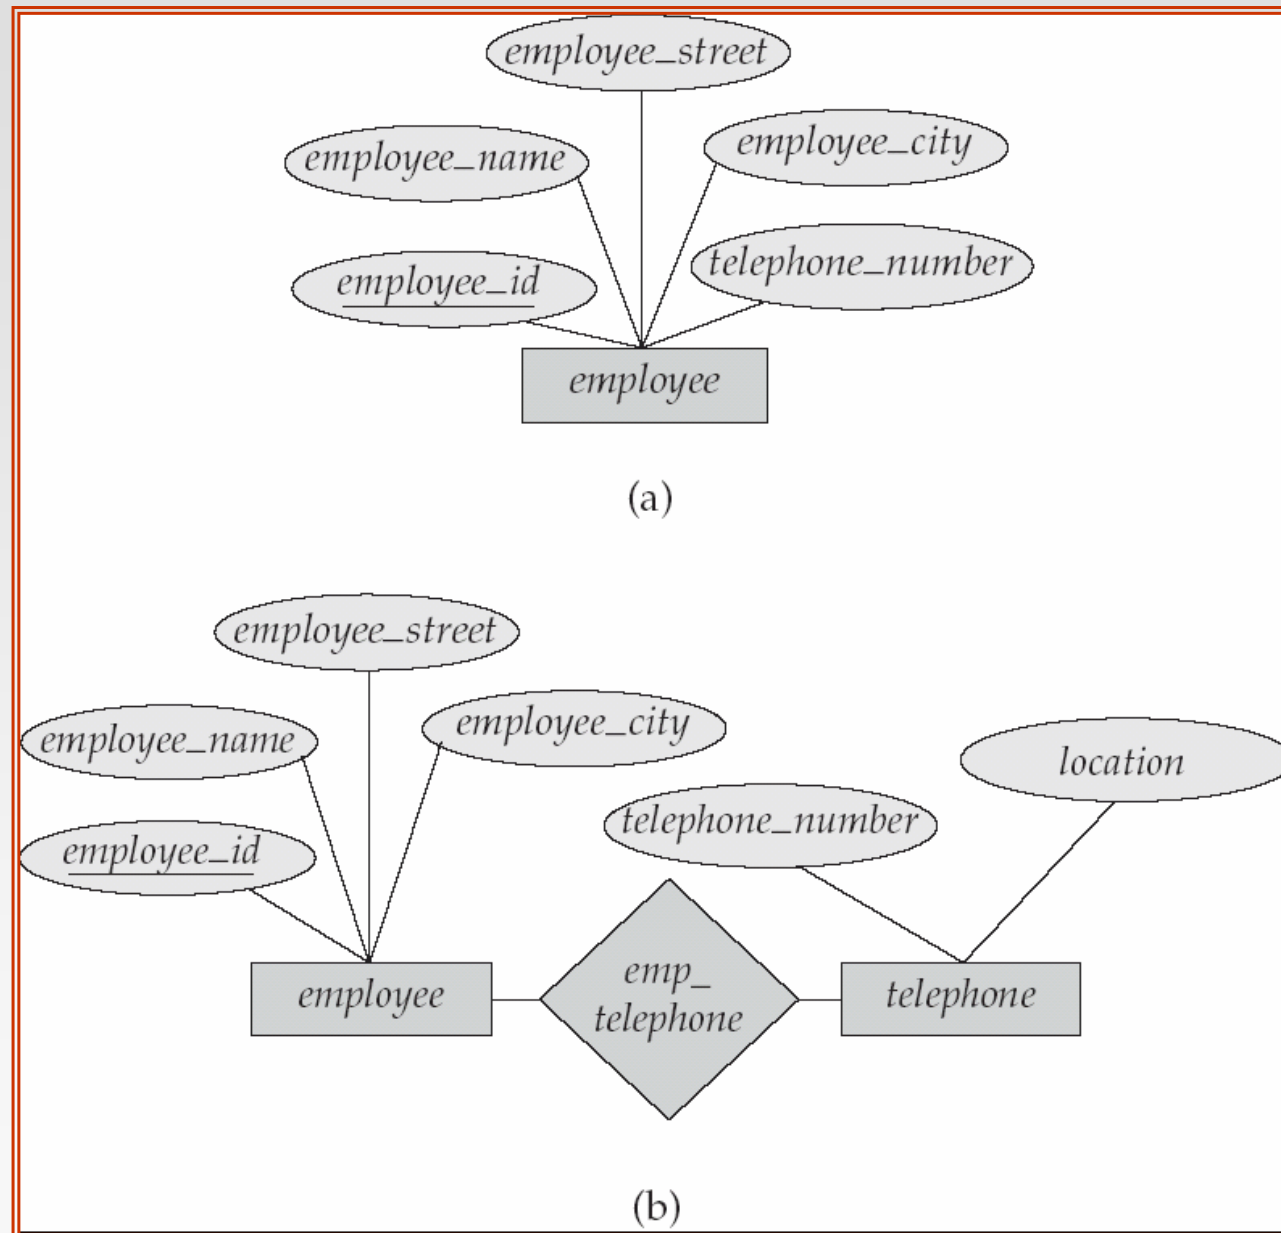 employee_street
employee_city
employee_name
telephone_number
employee_id
employee
(a)
employee_street
employee_city
employee_name
location
telephone_number
employee_id
emp_
telephone
employee
telephone
(b)